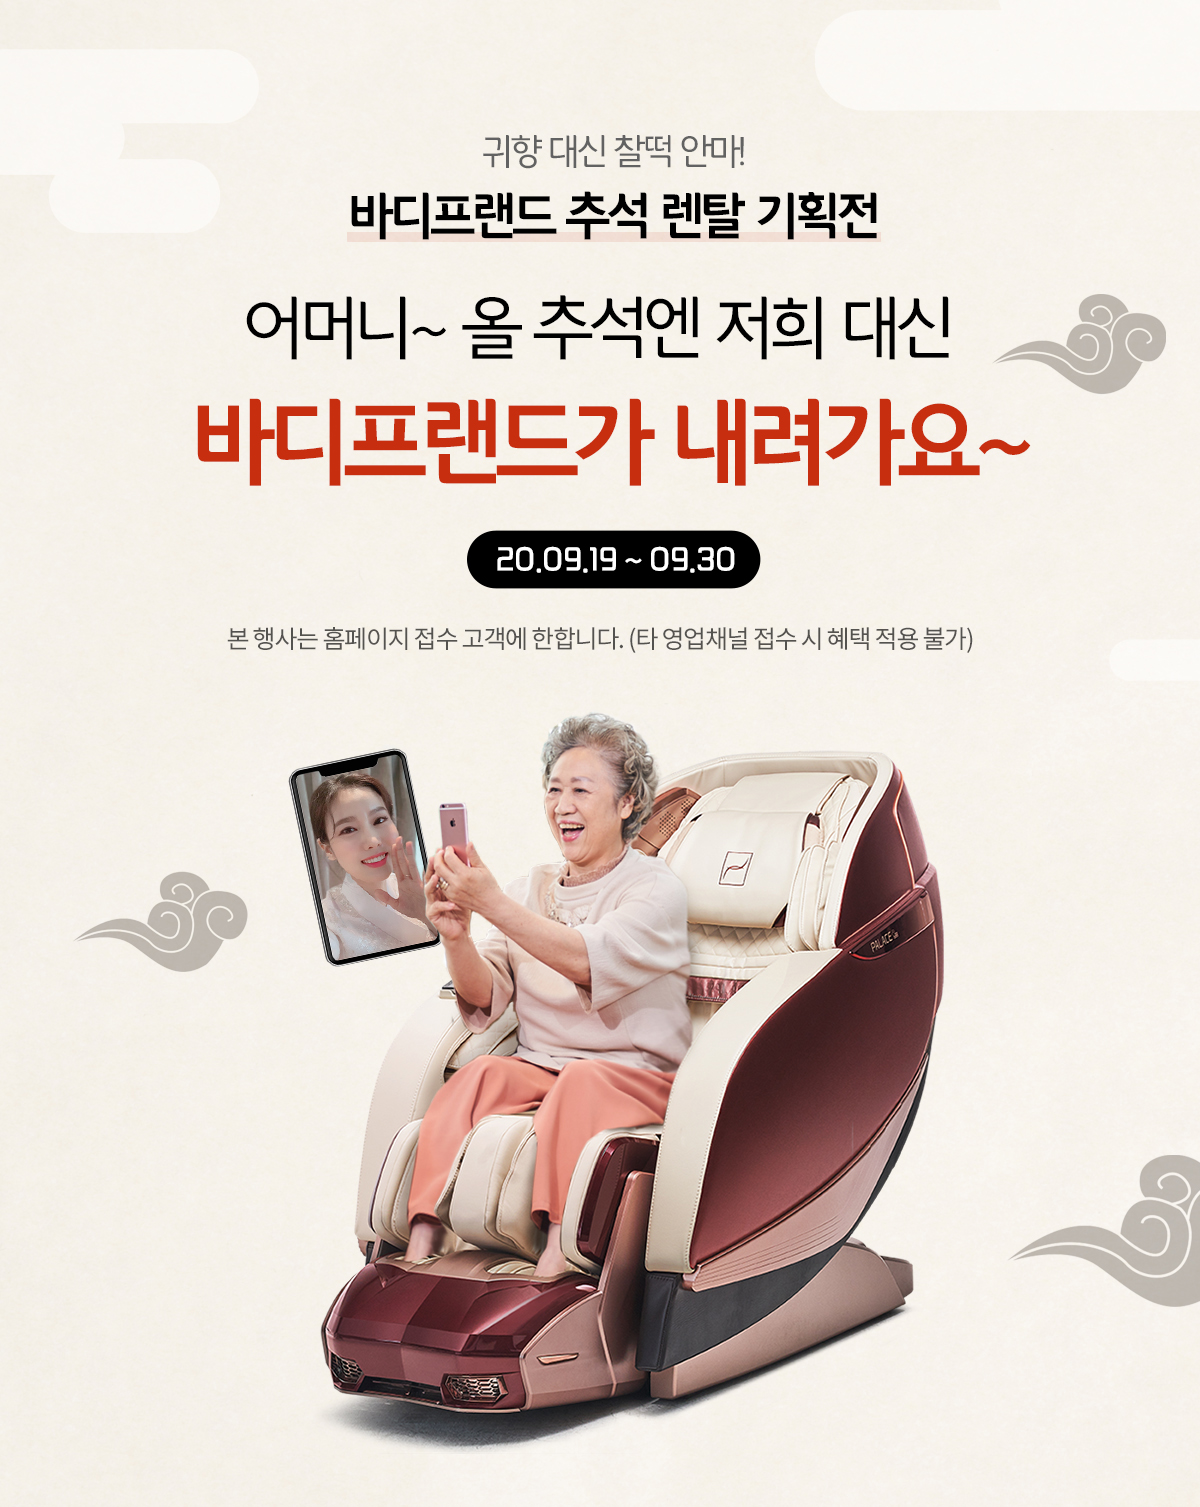 귀향 대신 찰떡 안마!
바디프랜드 추석 렌탈 기획전
어머니~ 올 추석엔 저희 대신
바디프랜드가 내려가요~
20.09.19 ~ 09.30
본 행사는 홈페이지 접수 고객에 한합니다. (타 영업채널 접수 시 혜택 적용 불가)
PALACE